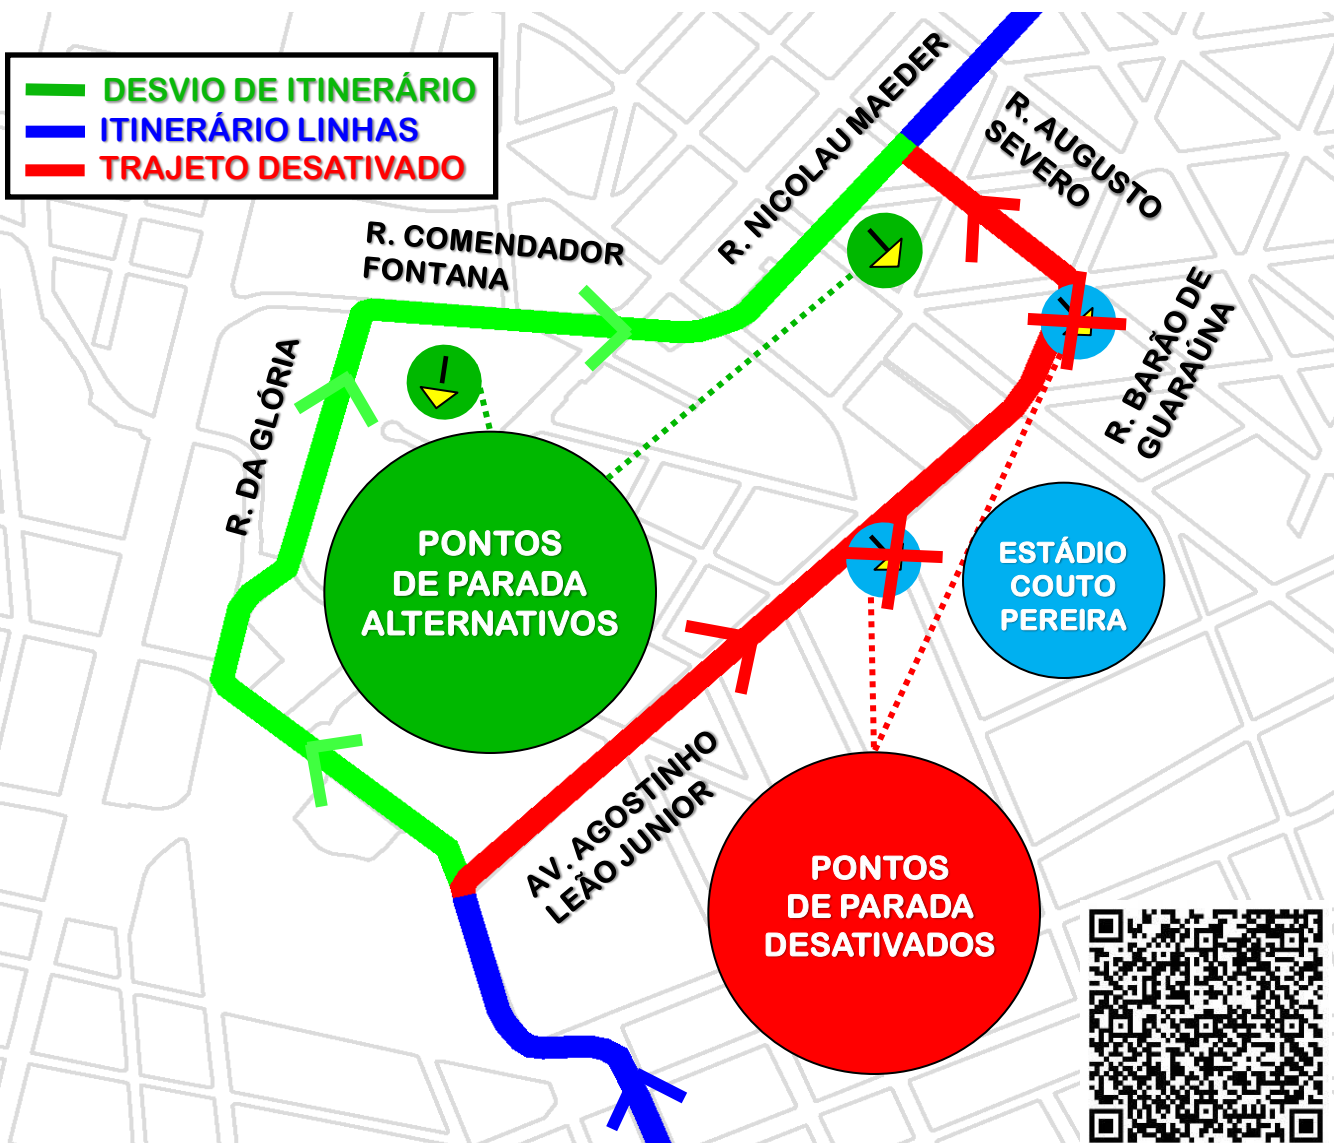 DESVIO DE ITINERÁRIO
ITINERÁRIO LINHAS
TRAJETO DESATIVADO
R. NICOLAU MAEDER
R. AUGUSTO
SEVERO
R. COMENDADOR
FONTANA
R. BARÃO DE
GUARAÚNA
R. DA GLÓRIA
PONTOS
DE PARADA
ALTERNATIVOS
ESTÁDIO
COUTO
PEREIRA
AV. AGOSTINHO
LEÃO JUNIOR
PONTOS
DE PARADA
DESATIVADOS